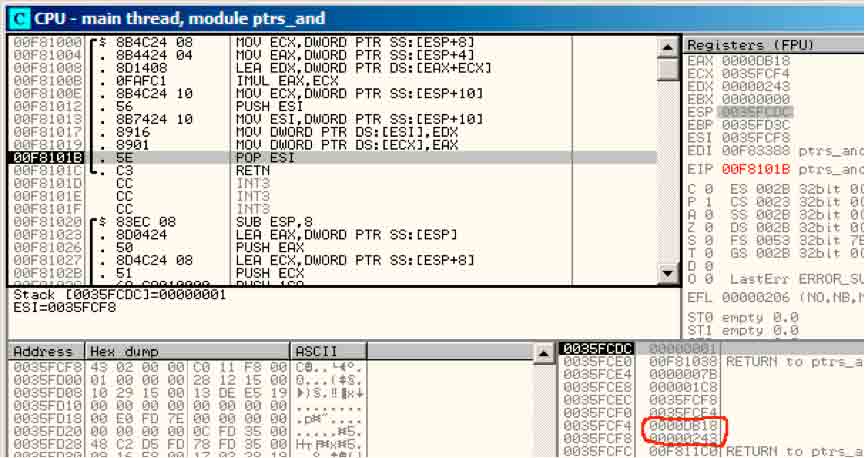 CPU - main thread, module ptrs_and
00F81000 $ 8B4C24 08 MOV ECX,DWORD PTR SS:[ESP+8]
00F81004 . 8B4424 04 MOV EAX,DWORD PTR SS:[ESP+4]
00F81008 . 8D1408 LEA EDX,DWORD PTR DS:[EAX+ECX]
00F8100B . 0FAFC1 IMUL EAX,ECX
00F8100E . 8B4C24 10 MOV ECX,DWORD PTR SS:[ESP+10]
00F81012 . 56 PUSH ESI
00F81013 . 8B7424 10 MOV ESI,DWORD PTR SS:[ESP+10]
00F81017 . 8916 MOV DWORD PTR DS:[ESI],EDX
00F81019 . 8901 MOV DWORD PTR DS:[ECX],EAX
00F8101B . 5E POP ESI
00F8101C . C3 RETN
00F8101D CC INT3
00F8101E CC INT3
00F8101F CC INT3
00F81020 $ 83EC 08 SUB ESP,8
00F81023 . 8D0424 LEA EAX,DWORD PTR SS:[ESP]
00F81026 . 50 PUSH EAX
00F81027 . 8D4C24 08 LEA ECX,DWORD PTR SS:[ESP+8]
00F8102B . 51 PUSH ECX
Stack [0035FCDC]=00000001
ESI=0035FCF8
Registers (FPU)
EAX 0000DB18
ECX 0035FCF4
EDX 00000243
EBX 00000000
ESP 0035FCDC
EBP 0035FD3C
ESI 0035FCF8
EDI 00F83388 ptrs_and
EIP 00F8101B ptrs_and
C 0 ES 002B 32bit
P 1 CS 0023 32bit
A 0 SS 002B 32bit
Z 0 DS 002B 32bit
S 0 FS 0053 32bit
T 0 GS 002B 32bit
D 0
O 0 LastErr ERROR_SU
EFL 00000206 (NO,NB,N
ST0 empty 0.0
ST1 empty 0.0
Address Hex dump ASCII
0035FCF8 43 02 00 00 C0 11 F8 00
0035FD00 01 00 00 00 28 12 15 00
0035FD08 10 29 15 00 13 DE E5 19
0035FD10 00 00 00 00 00 00 00 00
0035FD18 00 E0 FD 7E 00 00 00 00
0035FD20 00 00 00 00 0C FD 35 00
0035FD28 48 C2 D5 FD 78 FD 35 00
0035FCDC 00000001
0035FCE0 00F81038 RETURN to ptrs_a
0035FCE4 0000007B
0035FCE8 000001C8
0035FCEC 0035FCF8
0035FCF0 0035FCF4
0035FCF4 0000DB18
0035FCF8 00000243
00F811C0 RETURN to ptrs_a